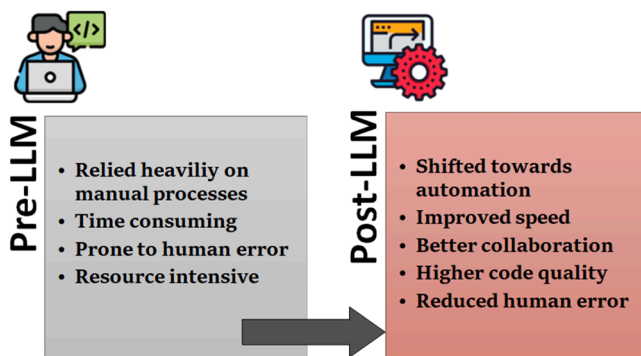 </>
Pre-LLM
• Relied heaviliy on
manual processes
• Time consuming
• Prone to human error
• Resource intensive
Post-LLM
• Shifted towards
automation
• Improved speed
• Better collaboration
• Higher code quality
• Reduced human error